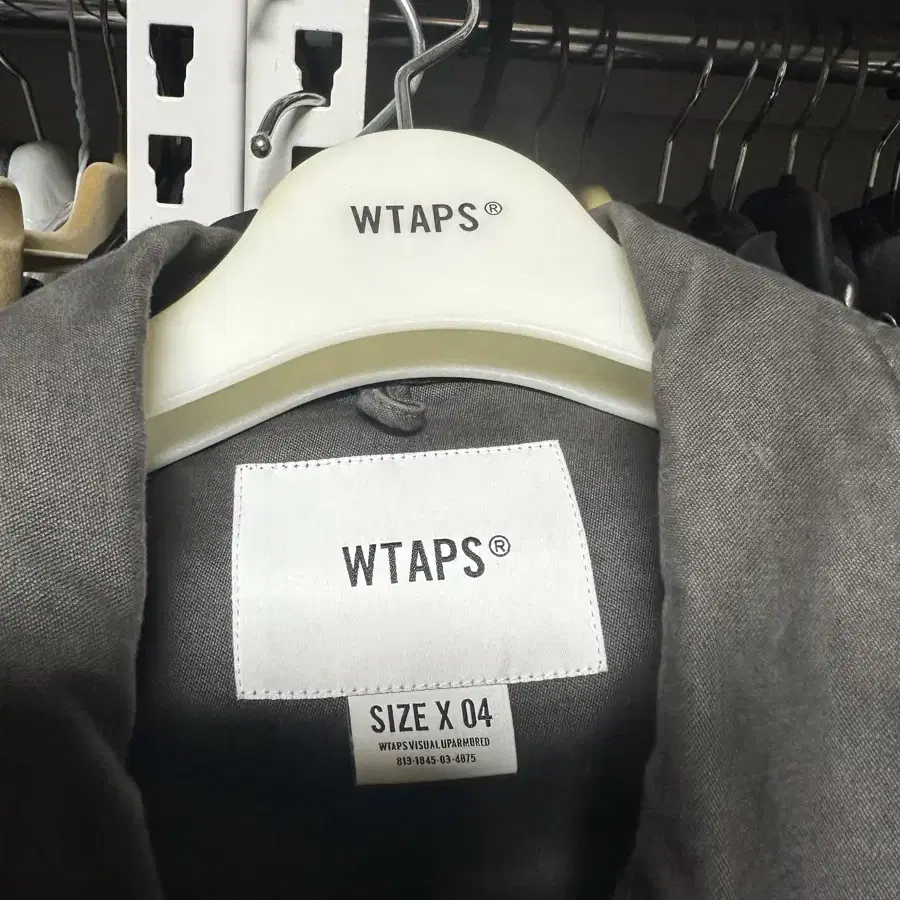 WTAPS®
WTAPS®
SIZE X 04
WTAPS VISUAL UPARMORED
813-1845-03-4875